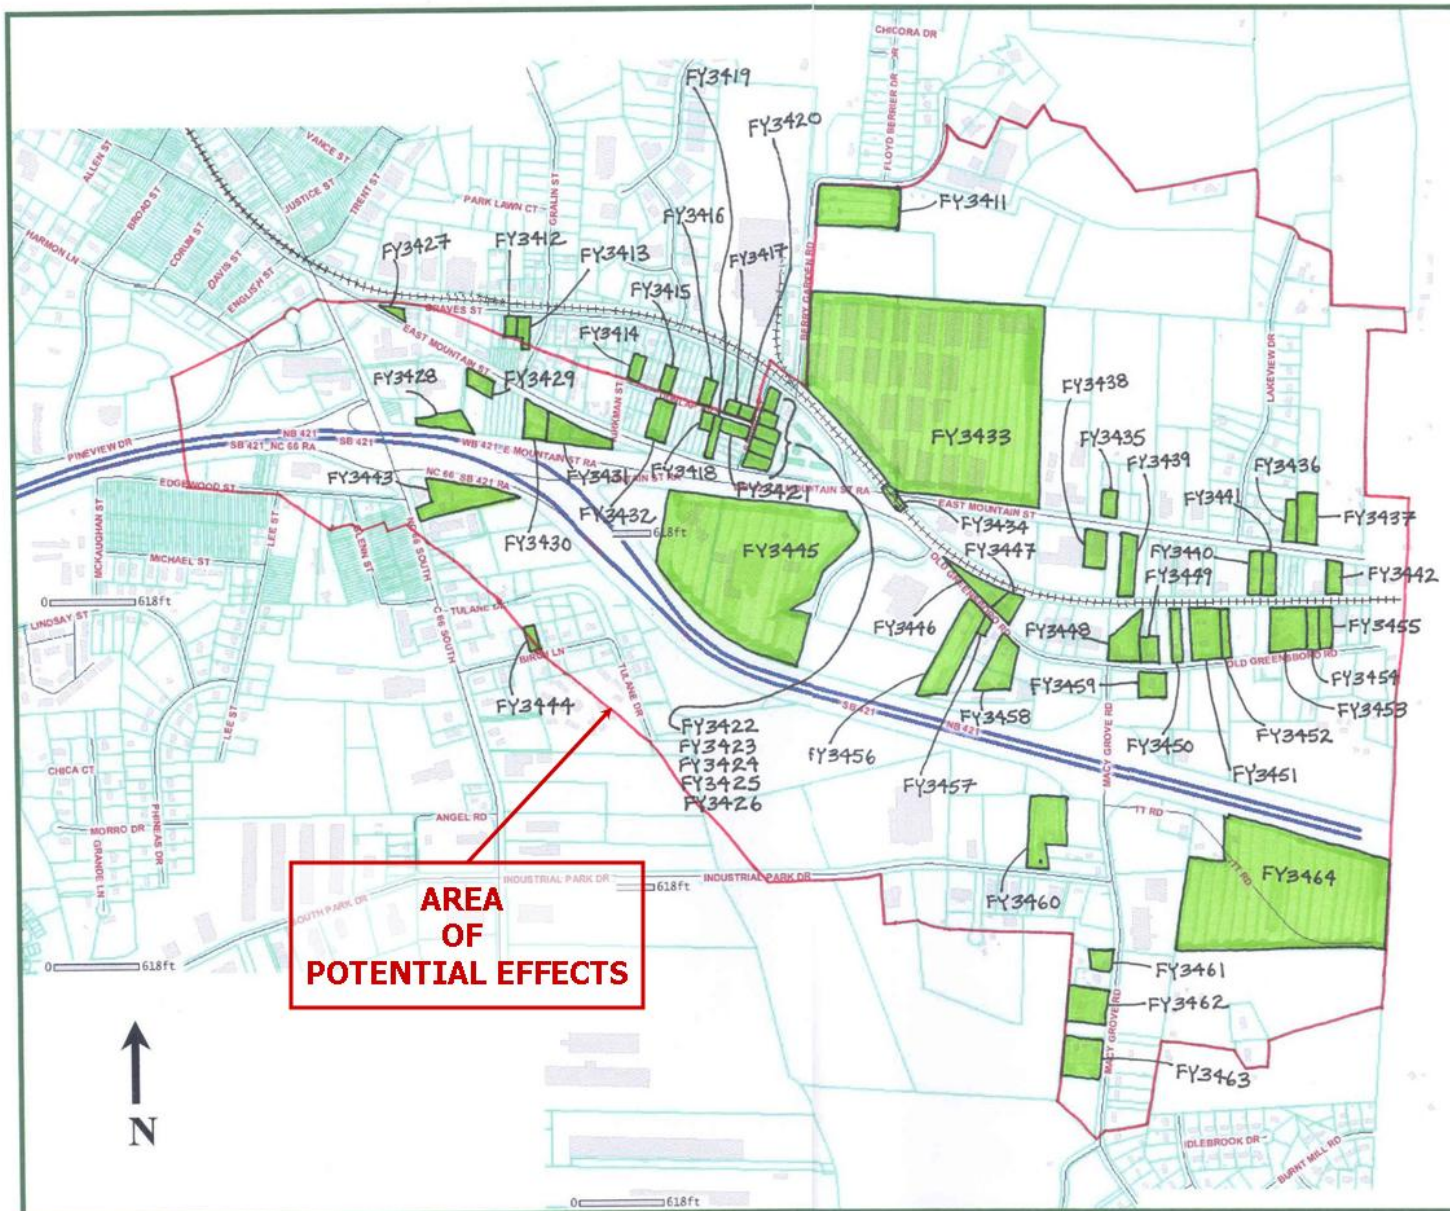 CHICORA DR
FLOYD BERRIER DR
FY3419
FY3420
VANCE ST
ALLEN ST
BROAD ST
JUSTICE ST
TRENT ST
PARK LAWN CT
GRALIN ST
FY3411
FY3416
CORUM ST
HARMON LN
DAVIS ST
ENGLISH ST
FY3427
FY3412
FY3413
FY3417
BERRY GARDEN RD
FY3415
GRAVES ST
FY3414
EAST MOUNTAIN ST
LAKEVIEW DR
FY3428
FY3429
FY3438
FY3433
FY3435
FY3439
PINEVIEW DR
NB 421
SB 421
SB 421_NC 66 RA
WB 421
E MOUNTAIN ST RA
FY3443
FY3431
FY3418
FY3421
FY3436
FY3441
FY3437
EDGEWOOD ST
NC 66 SB 421 RA
MOUNTAIN ST RA
EAST MOUNTAIN ST
FY3432
FY3434
618ft
FY3430
FY3445
FY3447
FY3440
FY3449
FY3442
MCKAUGHAN ST
LEE ST
MICHAEL ST
GLENN ST
NC 66 SOUTH
OLD GREENSBORO RD
0 618ft
TULANE DR
LINDSAY ST
FY3446
FY3448
FY3455
BIRCH LN
OLD GREENSBORO RD
FY3444
TULANE DR
FY3459
FY3454
FY3453
LEE ST
SB 421
NB 421
FY3458
FY3422
FY3423
FY3424
FY3425
FY3426
FY3456
FY3457
MACY GROVE RD
FY3450
FY3452
FY3451
CHICA CT
MORRO DR
GRANDE LN
PHINEAS DR
ANGEL RD
TT RD
INDUSTRIAL PARK DR
618ft
INDUSTRIAL PARK DR
FY3464
SOUTH PARK DR
FY3460
AREA
OF
POTENTIAL EFFECTS
0 618ft
FY3461
FY3462
MACY GROVE RD
FY3463
N
IDLEBROOK DR
BURNT MILL RD
0 618ft